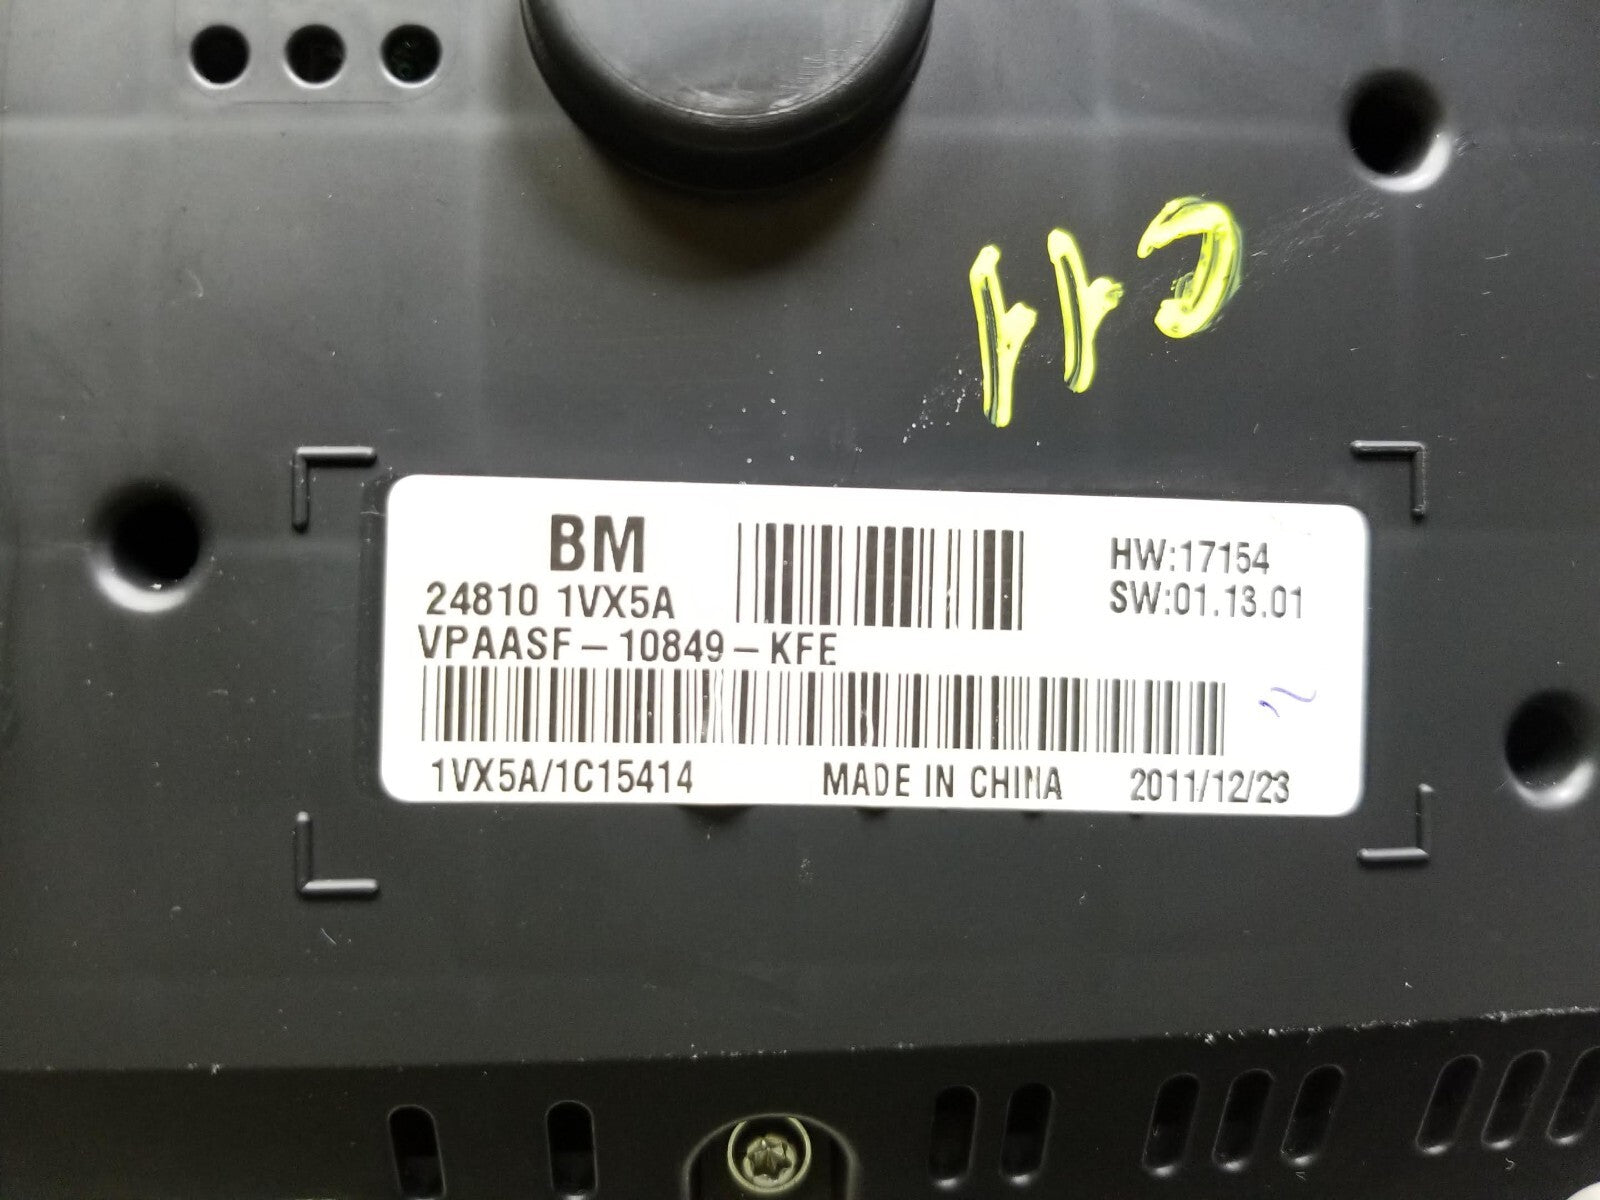 C11
BM
24810 1VX5A
VPAASF-10849-KFE
HW:17154
SW:01.13.01
1VX5A/1C15414 MADE IN CHINA 2011/12/23